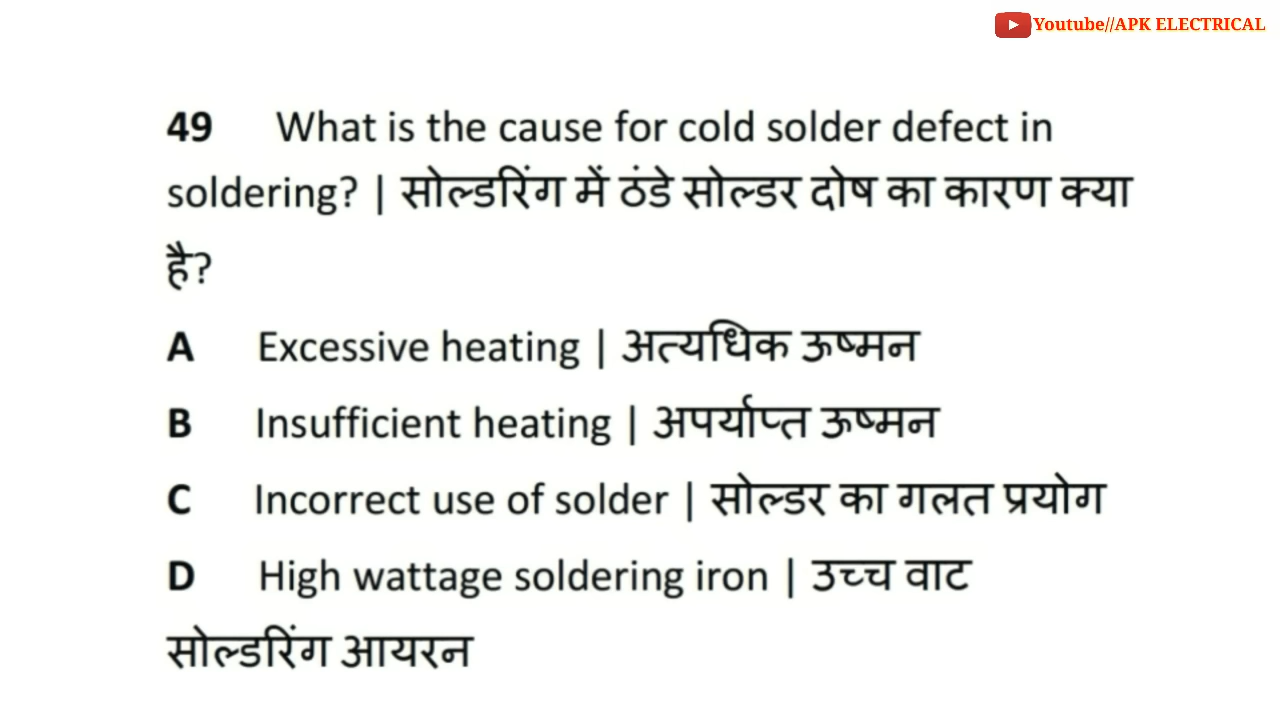 Youtube//APK ELECTRICAL
49 What is the cause for cold solder defect in
soldering? | सोल्डरिंग में ठंडे सोल्डर दोष का कारण क्या
है?
A Excessive heating | अत्यधिक ऊष्मन
B Insufficient heating | अपर्याप्त ऊष्मन
C Incorrect use of solder | सोल्डर का गलत प्रयोग
D High wattage soldering iron | उच्च वाट
सोल्डरिंग आयरन